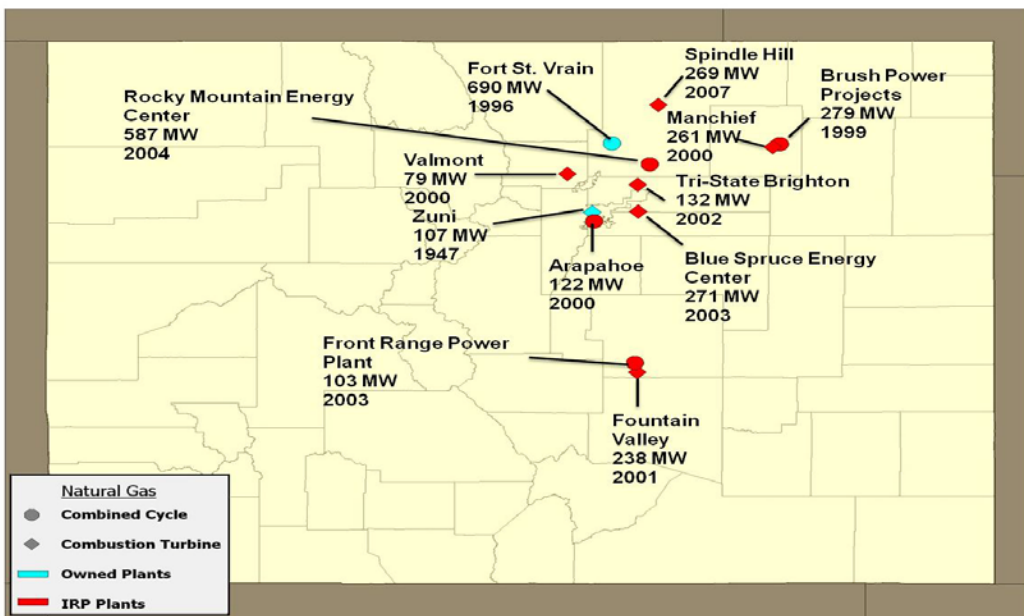 Spindle Hill
269 MW
2007
Fort St. Vrain
690 MW
1996
Brush Power
Projects
279 MW
1999
Rocky Mountain Energy
Center
587 MW
2004
Manchief
261 MW
2000
Valmont
79 MW
2000
Tri-State Brighton
132 MW
2002
Zuni
107 MW
1947
Arapahoe
122 MW
2000
Blue Spruce Energy
Center
271 MW
2003
Front Range Power
Plant
103 MW
2003
Fountain
Valley
238 MW
2001
Natural Gas
Combined Cycle
Combustion Turbine
Owned Plants
IRP Plants